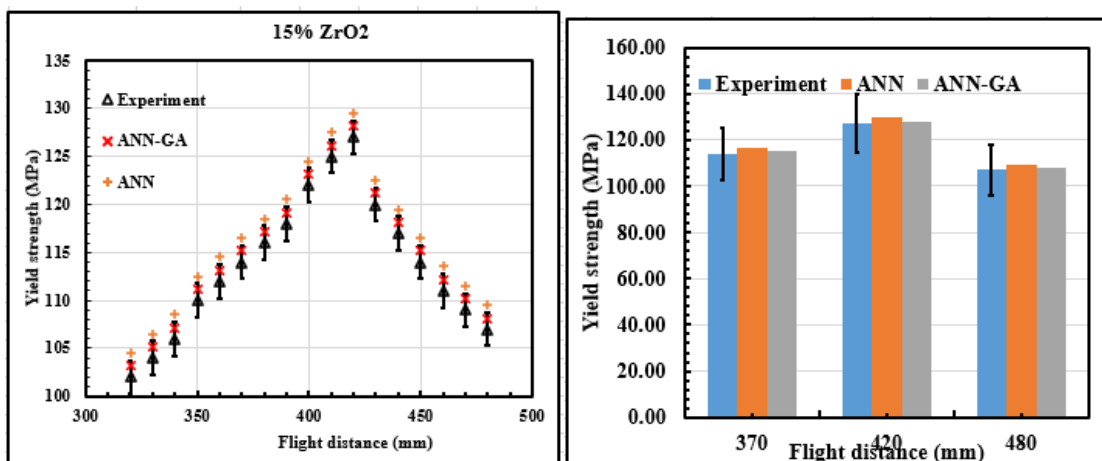 15% ZrO2
135
130
125
120
115
110
105
100
Yield strength (MPa)
Experiment
ANN-GA
ANN
300
350
400
450
500
Flight distance (mm)
160.00
140.00
120.00
100.00
80.00
60.00
40.00
20.00
0.00
Yield strength (MPa)
Experiment ANN ANN-GA
370 420 480
Flight distance (mm)